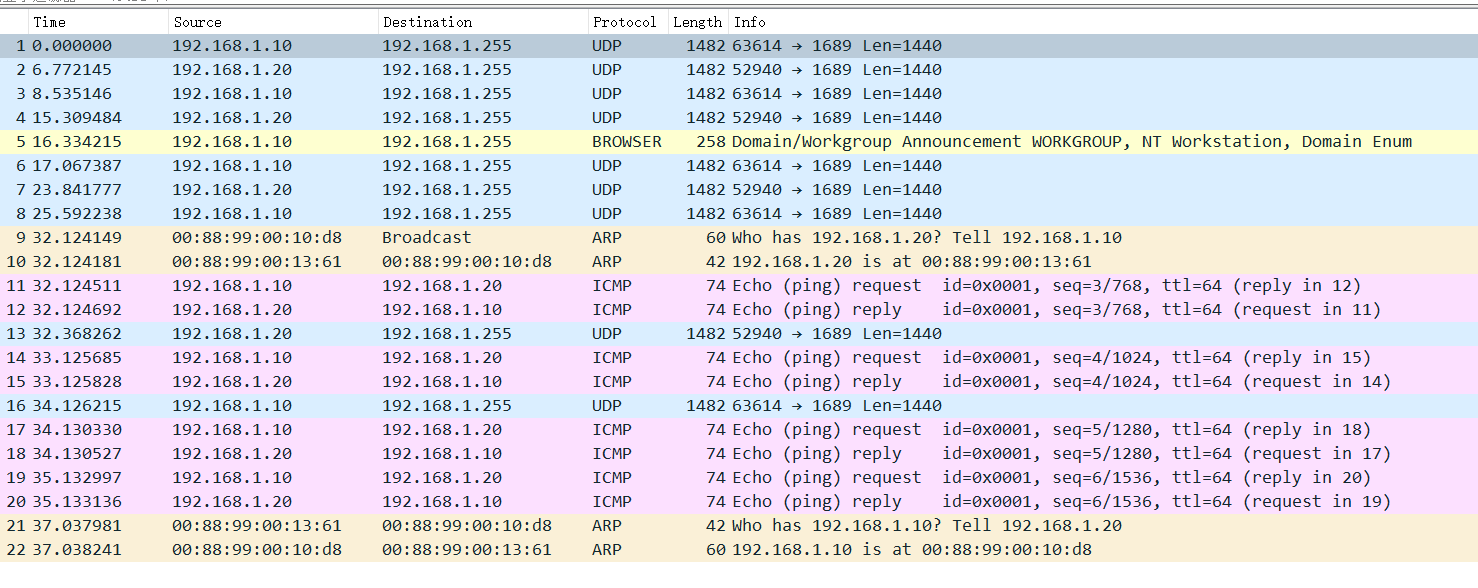 Time Source Destination Protocol Length Info
1 0.000000 192.168.1.10 192.168.1.255 UDP 1482 63614 → 1689 Len=1440
2 6.772145 192.168.1.20 192.168.1.255 UDP 1482 52940 → 1689 Len=1440
3 8.535146 192.168.1.10 192.168.1.255 UDP 1482 63614 → 1689 Len=1440
4 15.309484 192.168.1.20 192.168.1.255 UDP 1482 52940 → 1689 Len=1440
5 16.334215 192.168.1.10 192.168.1.255 BROWSER 258 Domain/Workgroup Announcement WORKGROUP, NT Workstation, Domain Enum
6 17.067387 192.168.1.10 192.168.1.255 UDP 1482 63614 → 1689 Len=1440
7 23.841777 192.168.1.20 192.168.1.255 UDP 1482 52940 → 1689 Len=1440
8 25.592238 192.168.1.10 192.168.1.255 UDP 1482 63614 → 1689 Len=1440
9 32.124149 00:88:99:00:10:d8 Broadcast ARP 60 Who has 192.168.1.20? Tell 192.168.1.10
10 32.124181 00:88:99:00:13:61 00:88:99:00:10:d8 ARP 42 192.168.1.20 is at 00:88:99:00:13:61
11 32.124511 192.168.1.10 192.168.1.20 ICMP 74 Echo (ping) request id=0x0001, seq=3/768, ttl=64 (reply in 12)
12 32.124692 192.168.1.20 192.168.1.10 ICMP 74 Echo (ping) reply id=0x0001, seq=3/768, ttl=64 (request in 11)
13 32.368262 192.168.1.20 192.168.1.255 UDP 1482 52940 → 1689 Len=1440
14 33.125685 192.168.1.10 192.168.1.20 ICMP 74 Echo (ping) request id=0x0001, seq=4/1024, ttl=64 (reply in 15)
15 33.125828 192.168.1.20 192.168.1.10 ICMP 74 Echo (ping) reply id=0x0001, seq=4/1024, ttl=64 (request in 14)
16 34.126215 192.168.1.10 192.168.1.255 UDP 1482 63614 → 1689 Len=1440
17 34.130330 192.168.1.10 192.168.1.20 ICMP 74 Echo (ping) request id=0x0001, seq=5/1280, ttl=64 (reply in 18)
18 34.130527 192.168.1.20 192.168.1.10 ICMP 74 Echo (ping) reply id=0x0001, seq=5/1280, ttl=64 (request in 17)
19 35.132997 192.168.1.10 192.168.1.20 ICMP 74 Echo (ping) request id=0x0001, seq=6/1536, ttl=64 (reply in 20)
20 35.133136 192.168.1.20 192.168.1.10 ICMP 74 Echo (ping) reply id=0x0001, seq=6/1536, ttl=64 (request in 19)
21 37.037981 00:88:99:00:13:61 00:88:99:00:10:d8 ARP 42 Who has 192.168.1.10? Tell 192.168.1.20
22 37.038241 00:88:99:00:10:d8 00:88:99:00:13:61 ARP 60 192.168.1.10 is at 00:88:99:00:10:d8